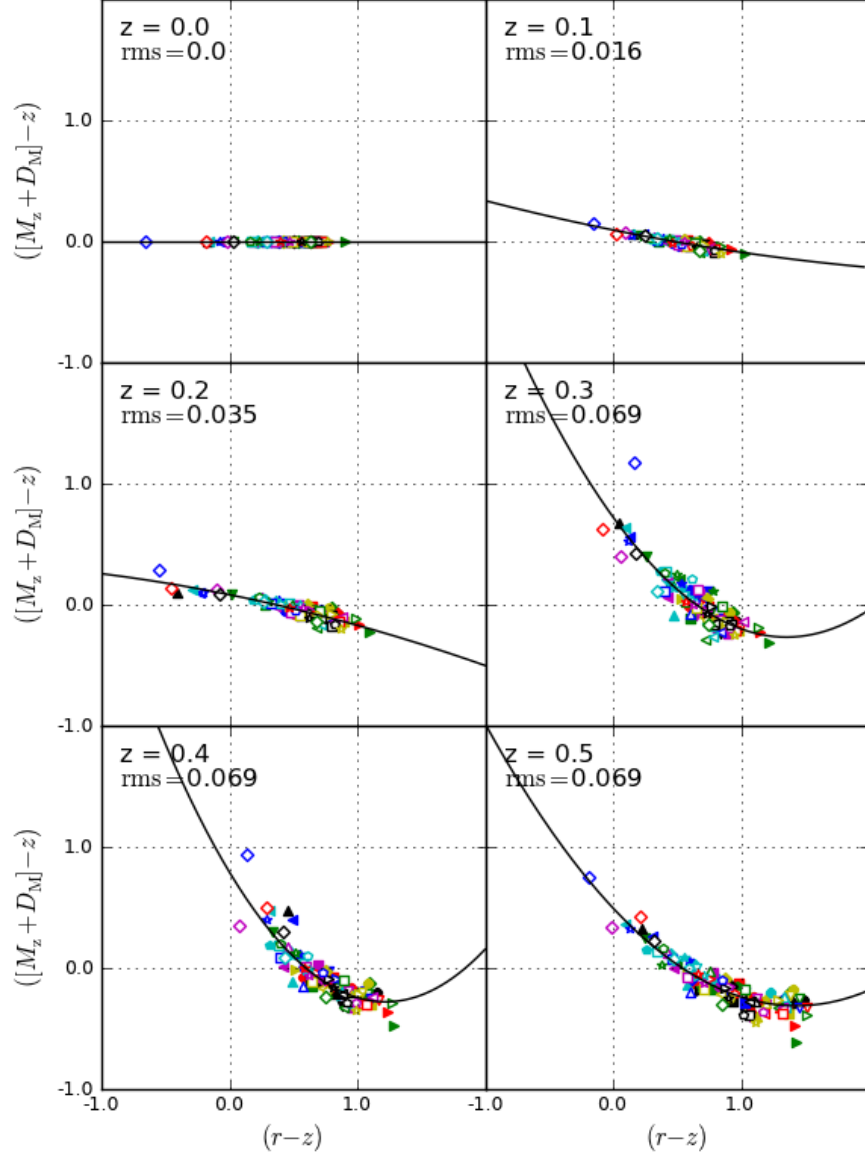 z = 0.0
rms=0.0
z = 0.1
rms=0.016
([M_z+D_M]−z)
1.0
0.0
-1.0
z = 0.2
rms=0.035
z = 0.3
rms=0.069
([M_z+D_M]−z)
1.0
0.0
-1.0
z = 0.4
rms=0.069
z = 0.5
rms=0.069
([M_z+D_M]−z)
1.0
0.0
-1.0
-1.0 0.0 1.0 0.0 1.0
(r−z) (r−z)